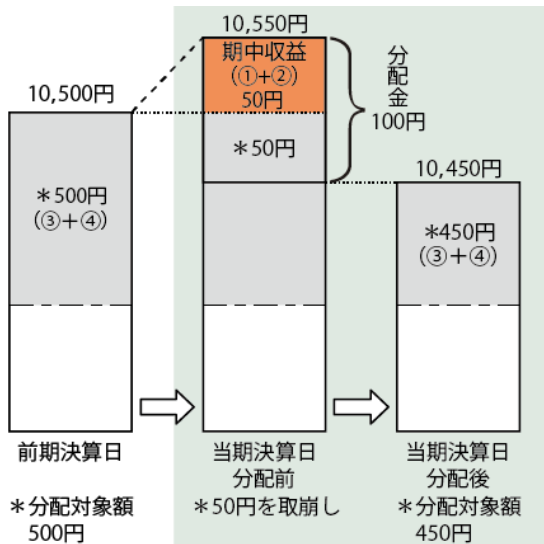 10,550円
期中収益
(①+②)
50円
分配金
100円
10,500円
*50円
10,450円
*500円
(③+④)
*450円
(③+④)
前期決算日
当期決算日
分配前
当期決算日
分配後
*分配対象額
500円
*50円を取崩し
*分配対象額
450円